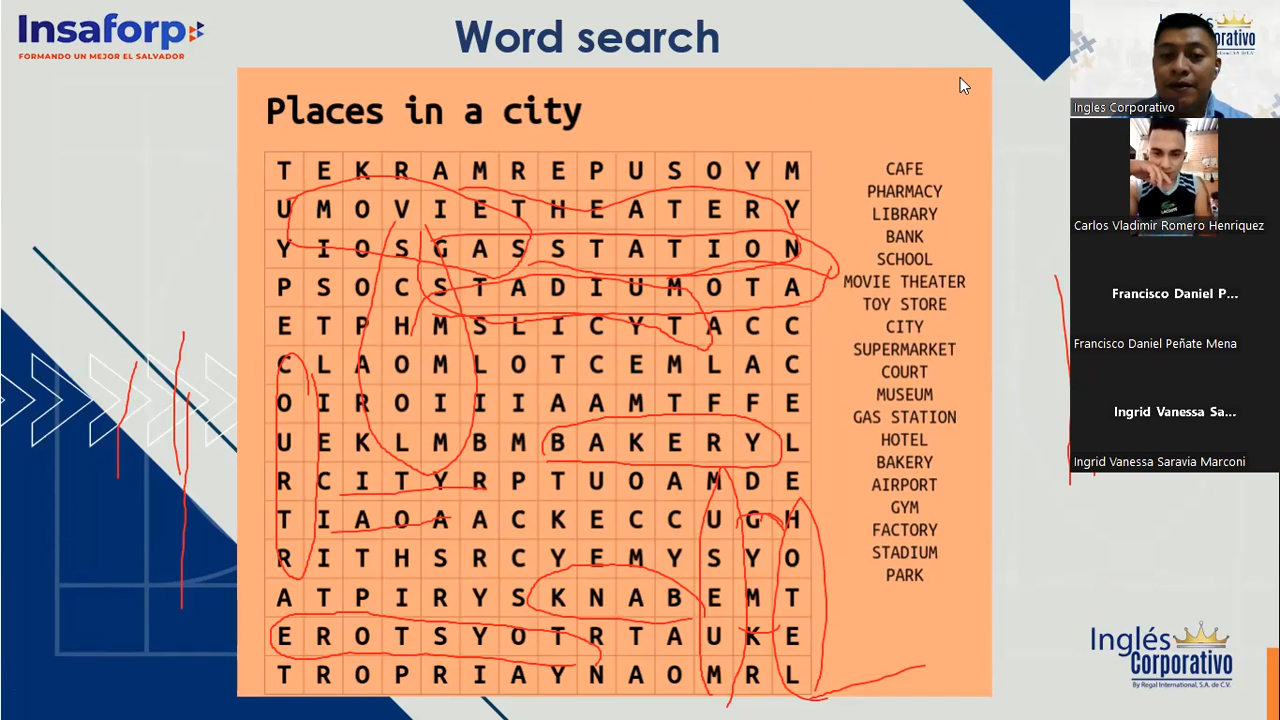 Insaforp
FORMANDO UN MEJOR EL SALVADOR
Word search
Places in a city
T E K R A M R E P U S O Y M
U M O V I E T H E A T E R Y
Y I O S G A S S T A T I O N
P S O C S T A D I U M O T A
E T P H M S L I C Y T A C C
C L A O M L O T C E M L A C
O I R O I I I A A M T F F E
U E K L M B M B A K E R Y L
R C I T Y R P T U O A M D E
T I A O A A C K E C C U G H
R I T H S R C Y E M Y S Y O
A T P I R Y S K N A B E M T
E R O T S Y O T R T A U K E
T R O P R I A Y N A O M R L
CAFE
PHARMACY
LIBRARY
BANK
SCHOOL
MOVIE THEATER
TOY STORE
CITY
SUPERMARKET
COURT
MUSEUM
GAS STATION
HOTEL
BAKERY
AIRPORT
GYM
FACTORY
STADIUM
PARK
Inglés
Corporativo
By Regal International, S.A. de C.V.
Ingles Corporativo
Carlos Vladimir Romero Henriquez
Francisco Daniel P...
Francisco Daniel Peñate Mena
Ingrid Vanessa Sa...
Ingrid Vanessa Saravia Marconi